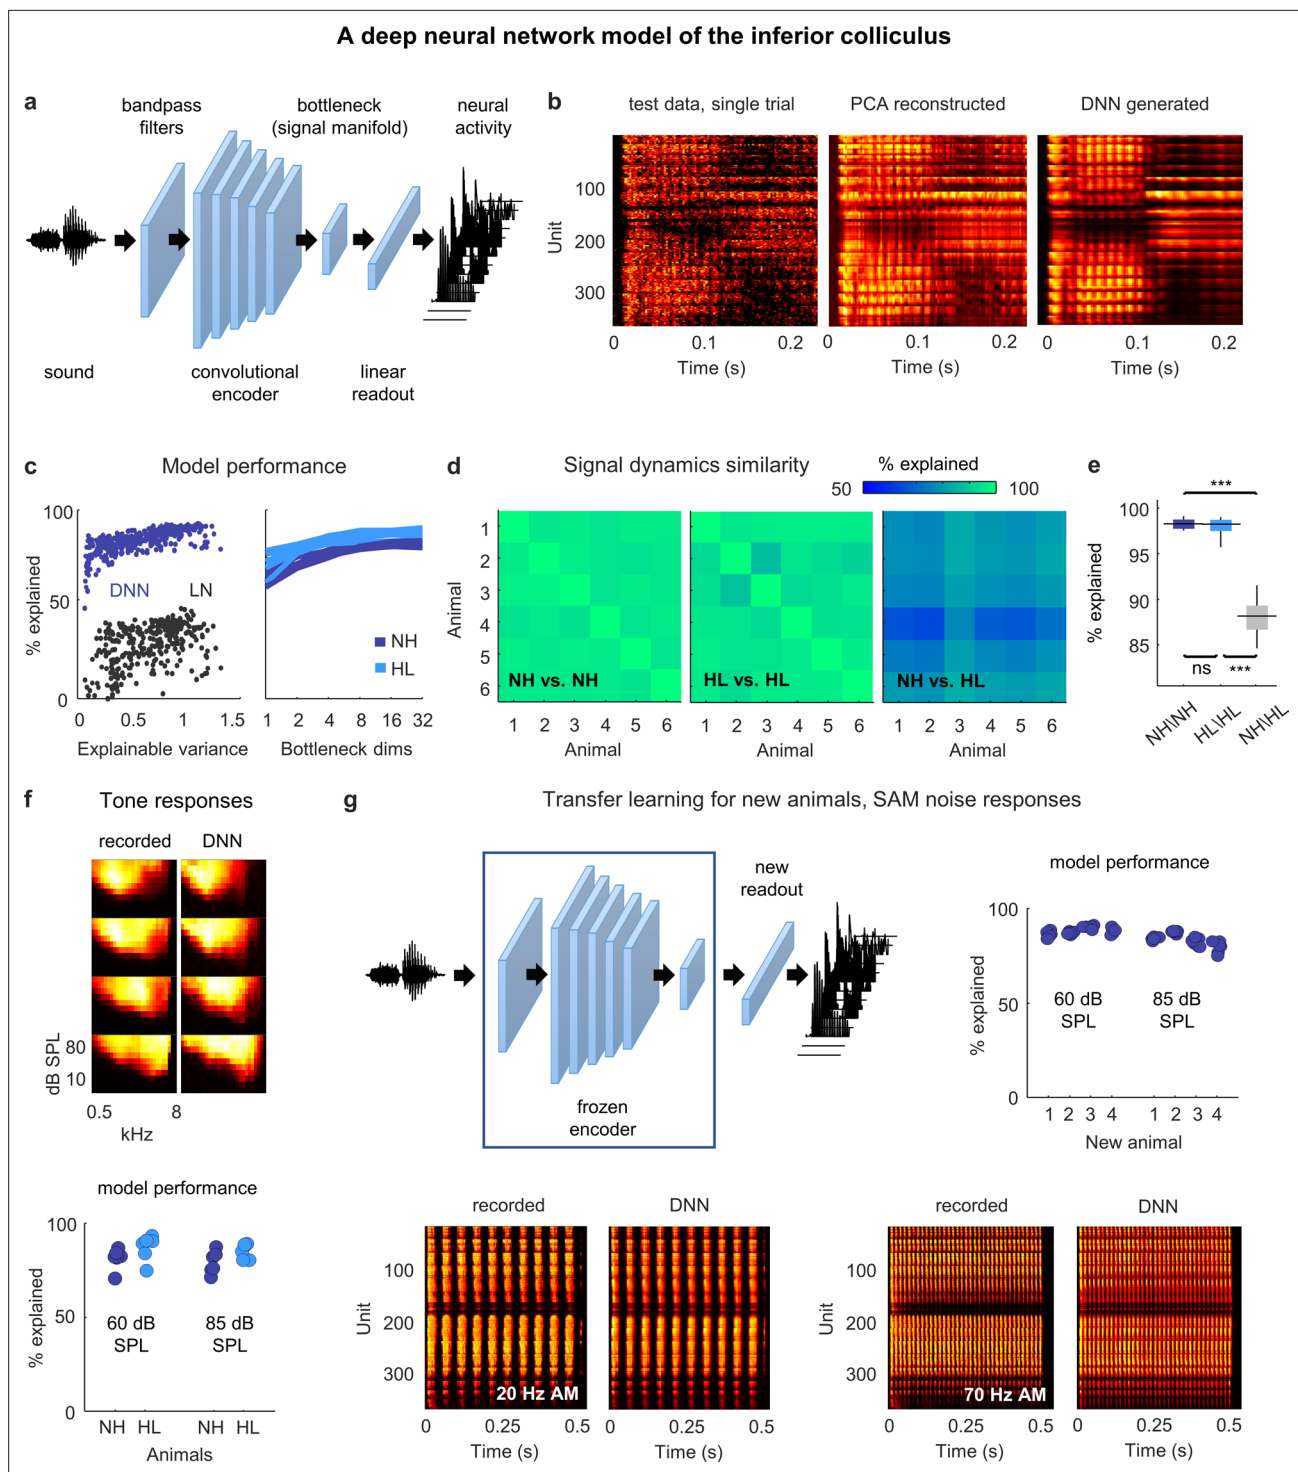 A deep neural network model of the inferior colliculus
a
bandpass
filters
bottleneck
(signal manifold)
neural
activity
sound
convolutional
encoder
linear
readout
b
test data, single trial
PCA reconstructed
DNN generated
Unit
100
200
300
0
0.1
0.2
0
0.1
0.2
0
0.1
0.2
Time (s)
Time (s)
Time (s)
c
Model performance
% explained
100
50
0
DNN
LN
NH
HL
0
0.5
1
1.5
1
2
4
8
16
32
Explainable variance
Bottleneck dims
d
Signal dynamics similarity
% explained
50
100
Animal
1
2
3
4
5
6
NH vs. NH
HL vs. HL
NH vs. HL
1 2 3 4 5 6
1 2 3 4 5 6
1 2 3 4 5 6
Animal
Animal
Animal
e
% explained
100
95
90
85
***
ns
***
NH\NH
HL\HL
NH\HL
f
Tone responses
recorded
DNN
dB SPL
80
10
0.5
8
kHz
model performance
% explained
100
50
0
60 dB
SPL
85 dB
SPL
NH HL
NH HL
Animals
g
Transfer learning for new animals, SAM noise responses
new
readout
frozen
encoder
model performance
% explained
100
50
0
60 dB
SPL
85 dB
SPL
1 2 3 4
1 2 3 4
New animal
recorded
DNN
Unit
100
200
300
20 Hz AM
0
0.25
0.5
0
0.25
0.5
Time (s)
Time (s)
recorded
DNN
Unit
100
200
300
70 Hz AM
0
0.25
0.5
0
0.25
0.5
Time (s)
Time (s)